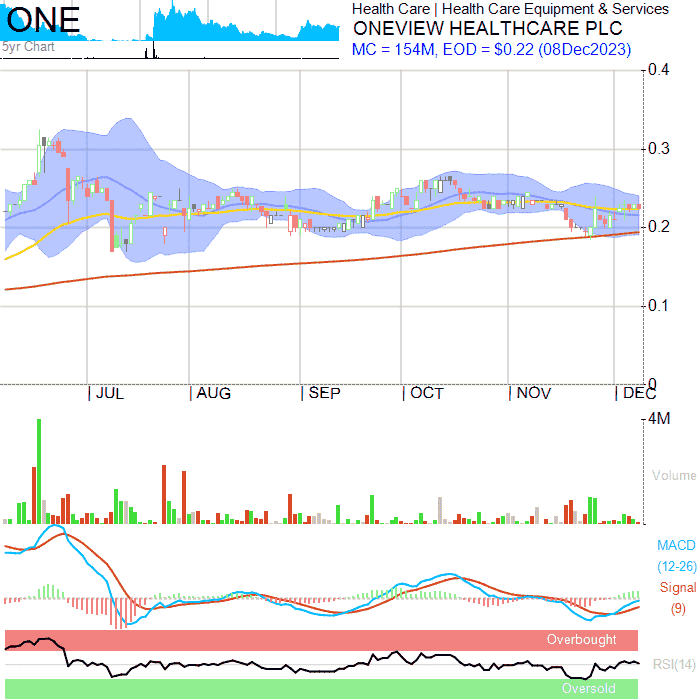 ONE
5yr Chart
Health Care | Health Care Equipment & Services
ONEVIEW HEALTHCARE PLC
MC = 154M, EOD = $0.22 (08Dec2023)
0.4
0.3
0.2
0.1
0
JUL AUG SEP OCT NOV DEC
4M
Volume
MACD
(12-26)
Signal
(9)
Overbought
RSI(14)
Oversold